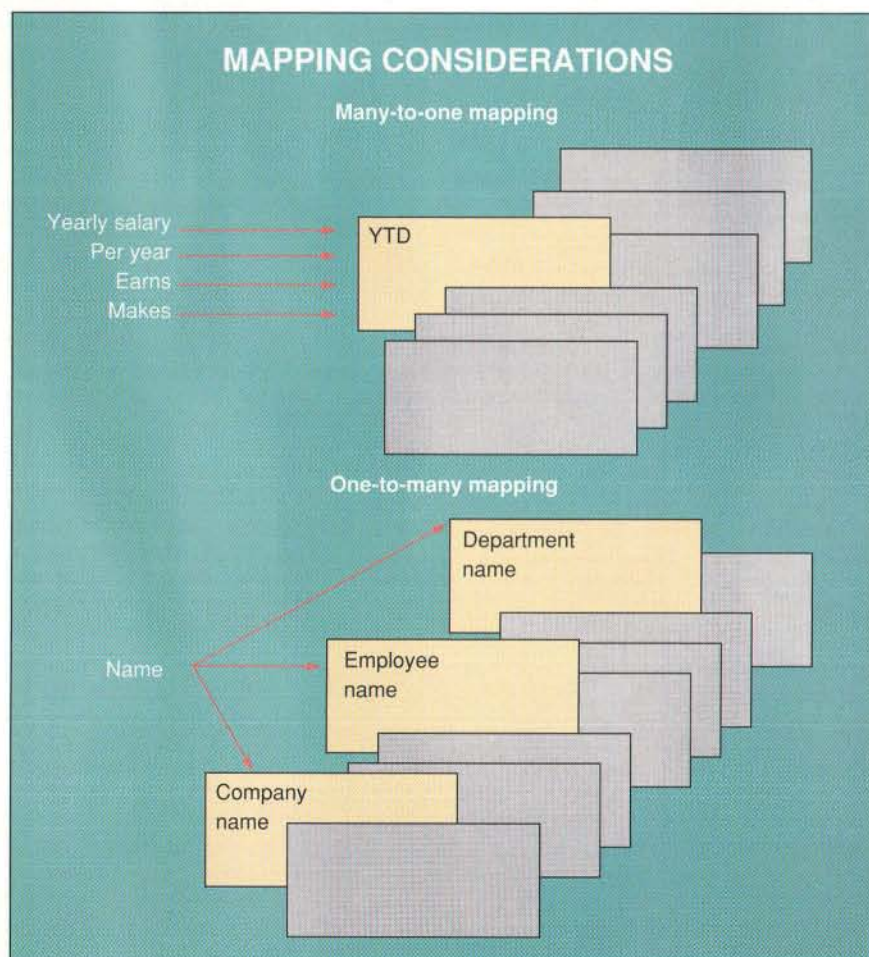 MAPPING CONSIDERATIONS
Many-to-one mapping
Yearly salary
Per year
Earns
Makes
YTD
One-to-many mapping
Name
Department
name
Employee
name
Company
name